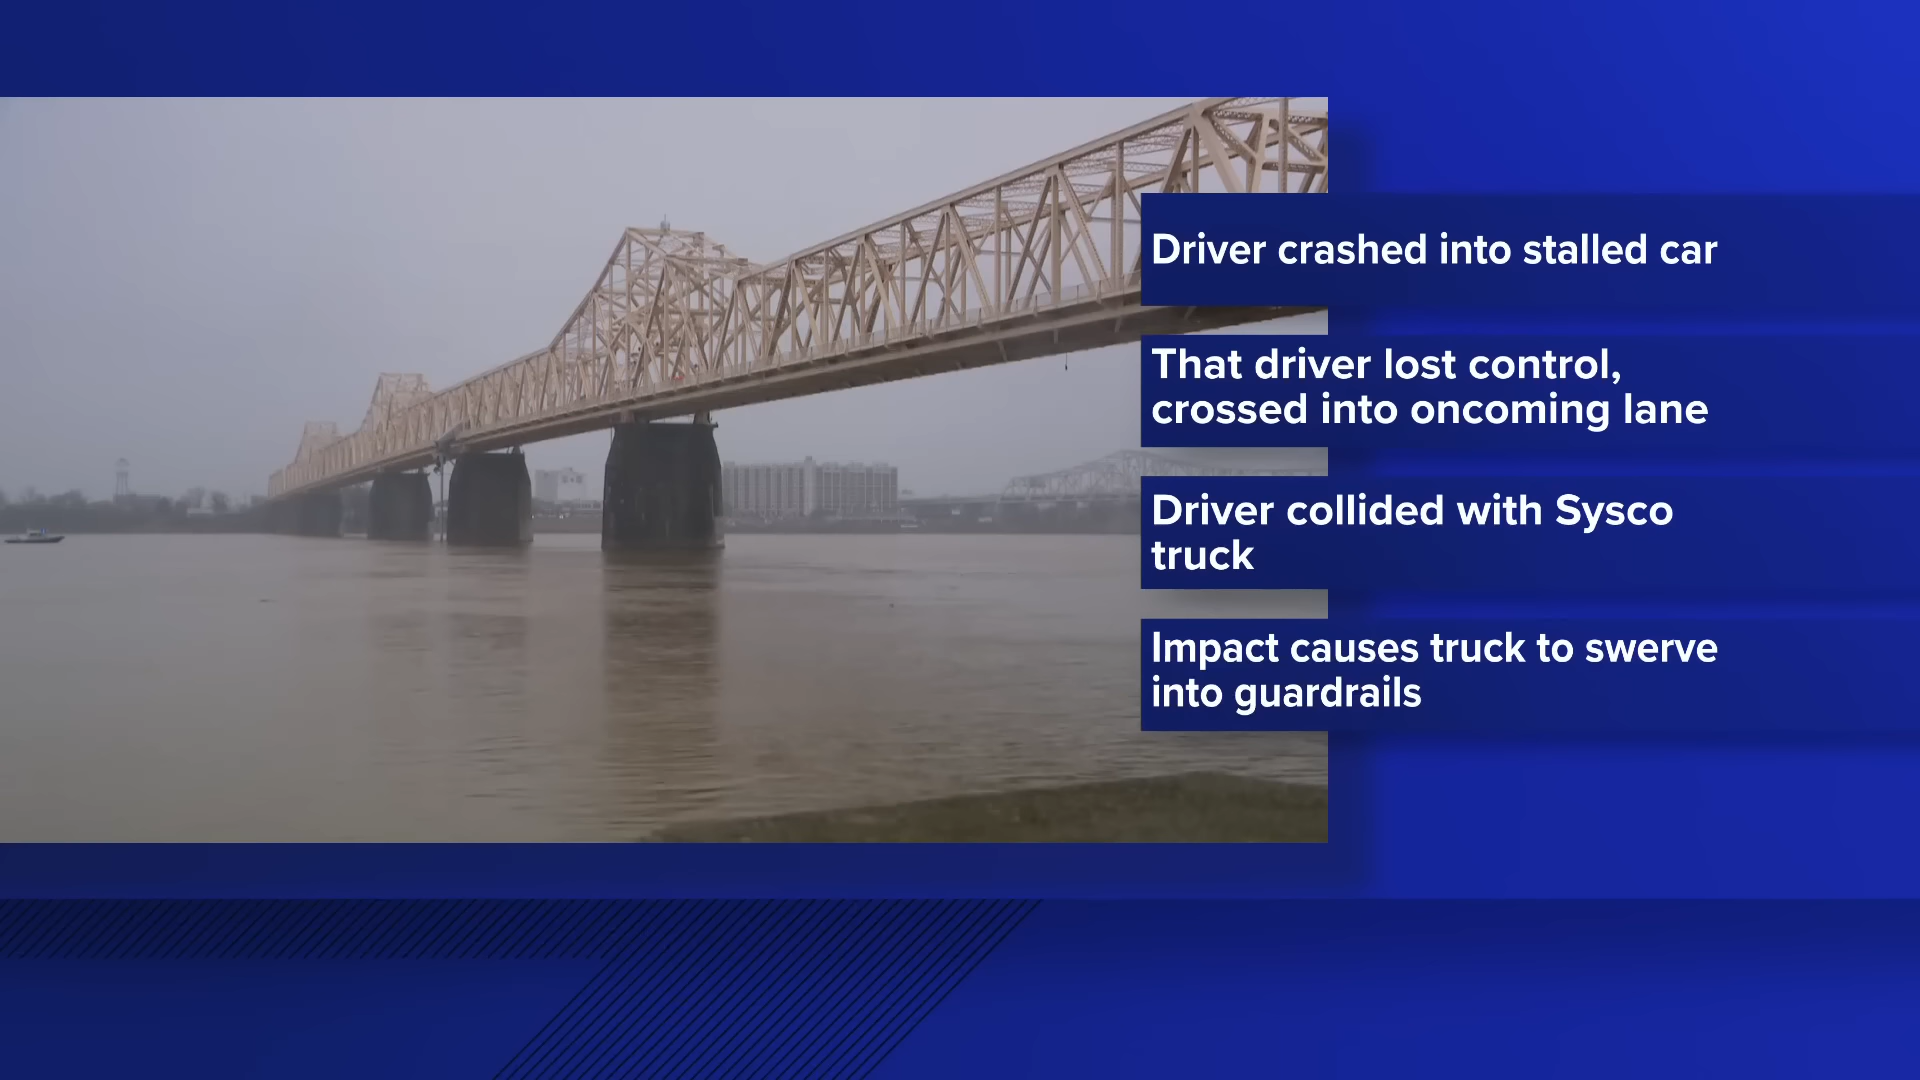 Driver crashed into stalled car
That driver lost control,
crossed into oncoming lane
Driver collided with Sysco
truck
Impact causes truck to swerve
into guardrails